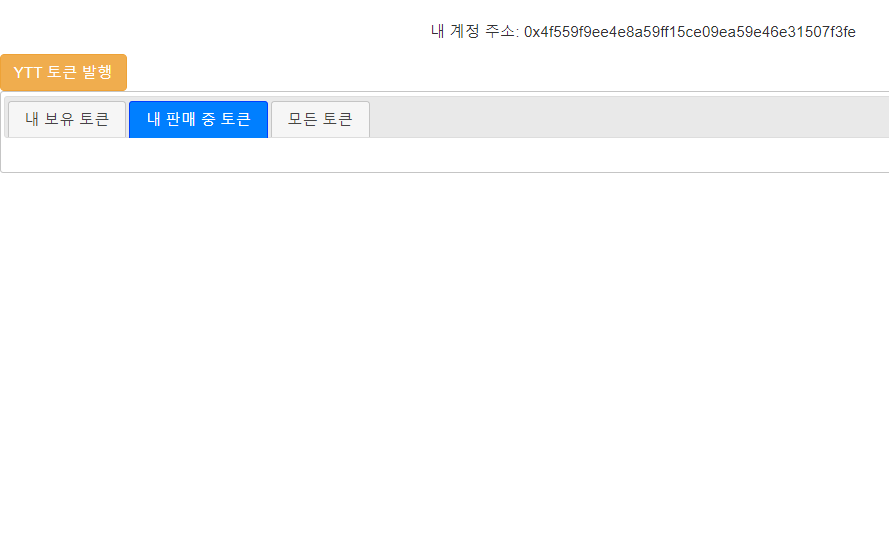 내 계정 주소: 0x4f559f9ee4e8a59ff15ce09ea59e46e31507f3fe
YTT 토큰 발행
내 보유 토큰
내 판매 중 토큰
모든 토큰